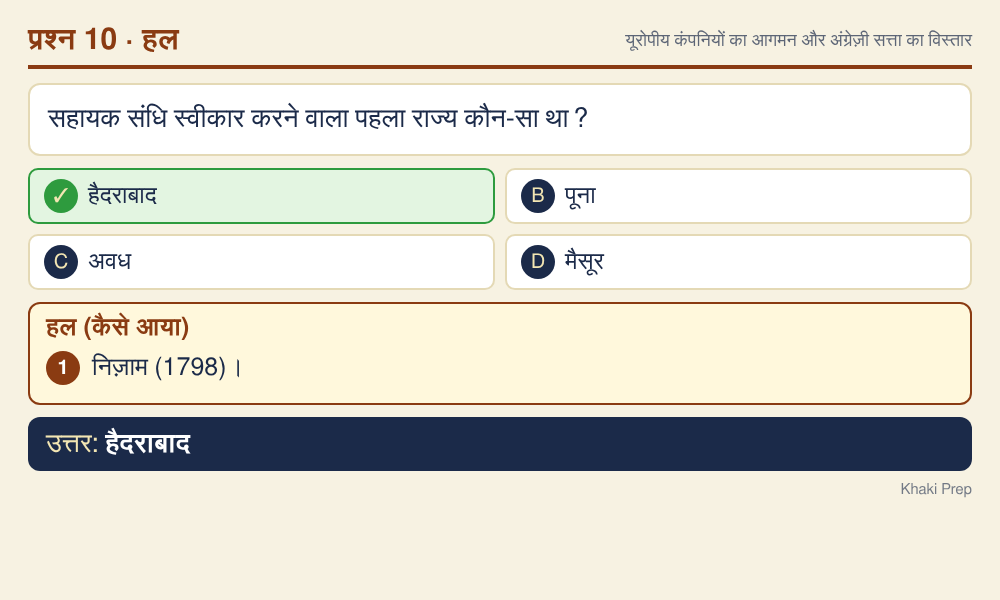 प्रश्न 10 · हल
यूरोपीय कंपनियों का आगमन और अंग्रेज़ी सत्ता का विस्तार
सहायक संधि स्वीकार करने वाला पहला राज्य कौन-सा था ?
✓ हैदराबाद
B पूना
C अवध
D मैसूर
हल (कैसे आया)
1 निज़ाम (1798)।
उत्तर: हैदराबाद
Khaki Prep